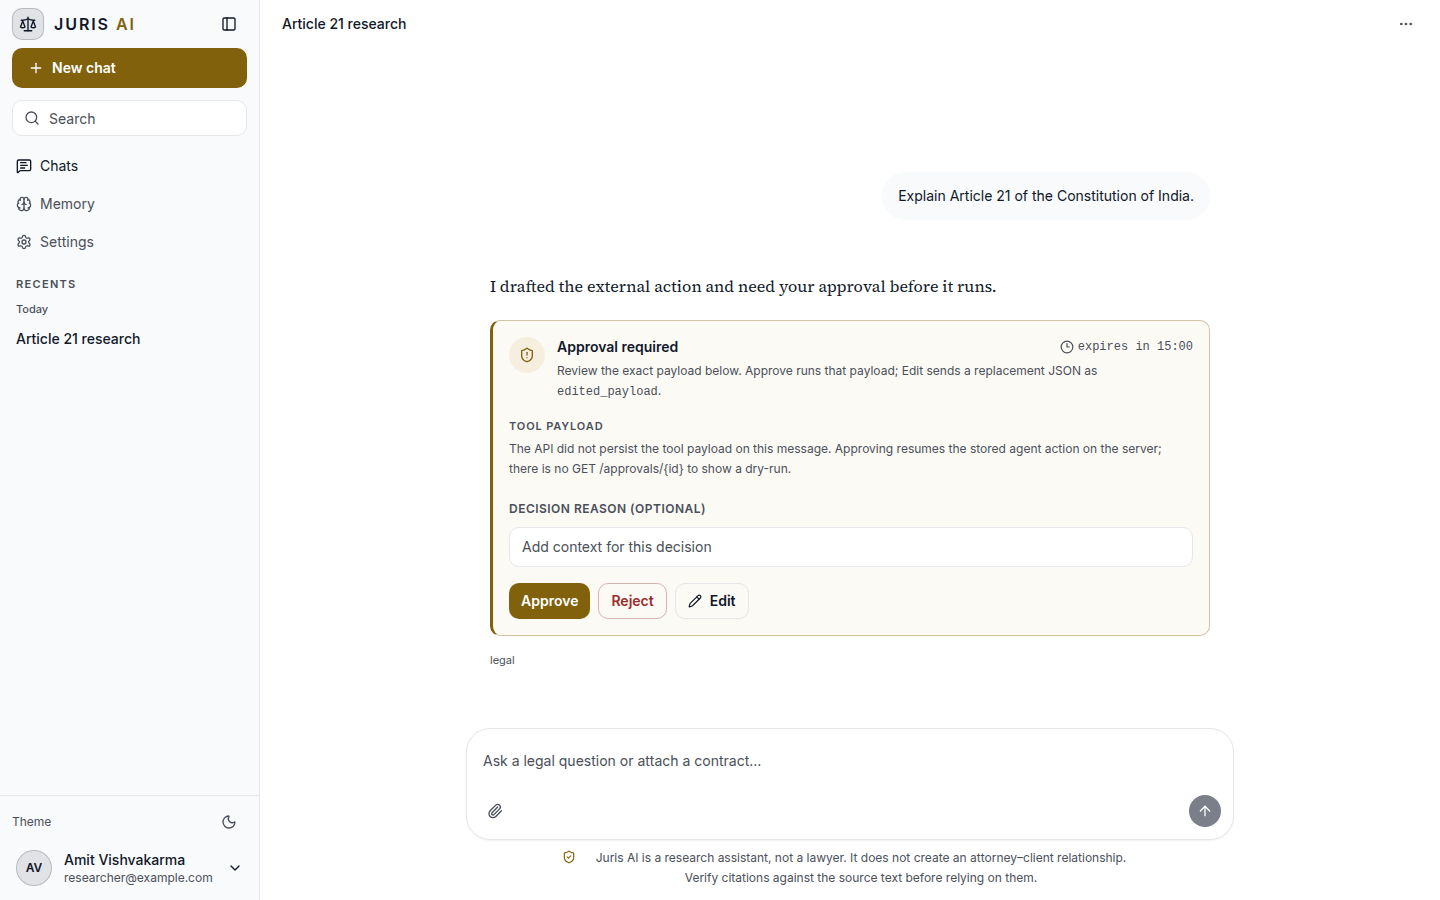 JURIS AI
New chat
Search
Chats
Memory
Settings
RECENTS
Today
Article 21 research
Theme
AV
Amit Vishvakarma
researcher@example.com
Article 21 research
Explain Article 21 of the Constitution of India.
I drafted the external action and need your approval before it runs.
Approval required
expires in 15:00
Review the exact payload below. Approve runs that payload; Edit sends a replacement JSON as
edited_payload.
TOOL PAYLOAD
The API did not persist the tool payload on this message. Approving resumes the stored agent action on the server;
there is no GET /approvals/{id} to show a dry-run.
DECISION REASON (OPTIONAL)
Add context for this decision
Approve
Reject
Edit
legal
Ask a legal question or attach a contract...
Juris AI is a research assistant, not a lawyer. It does not create an attorney–client relationship.
Verify citations against the source text before relying on them.